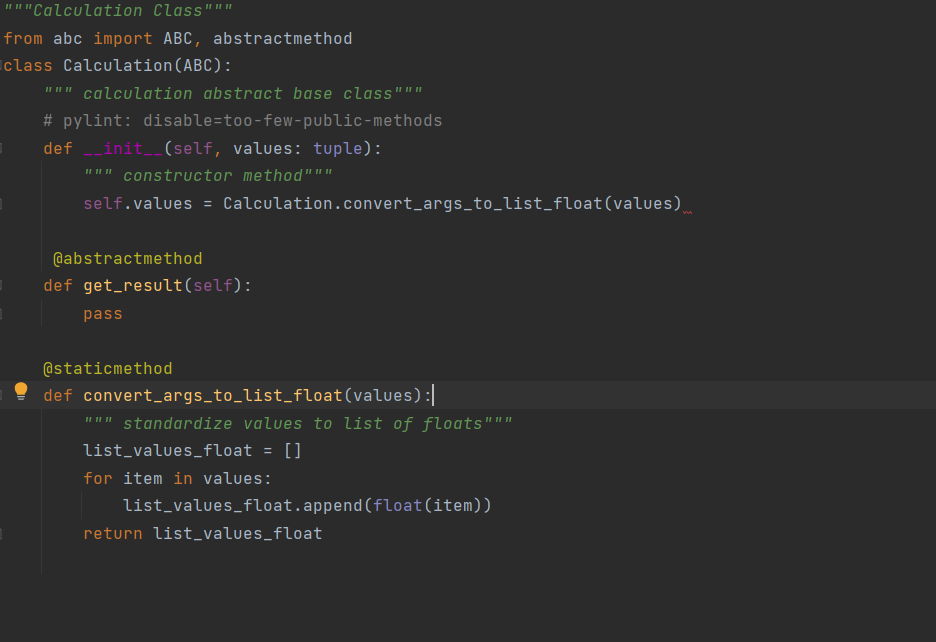 """Calculation Class"""
from abc import ABC, abstractmethod
class Calculation(ABC):
    """ calculation abstract base class"""
    # pylint: disable=too-few-public-methods
    def __init__(self, values: tuple):
        """ constructor method"""
        self.values = Calculation.convert_args_to_list_float(values)

     @abstractmethod
    def get_result(self):
        pass

    @staticmethod
    def convert_args_to_list_float(values):
        """ standardize values to list of floats"""
        list_values_float = []
        for item in values:
            list_values_float.append(float(item))
        return list_values_float